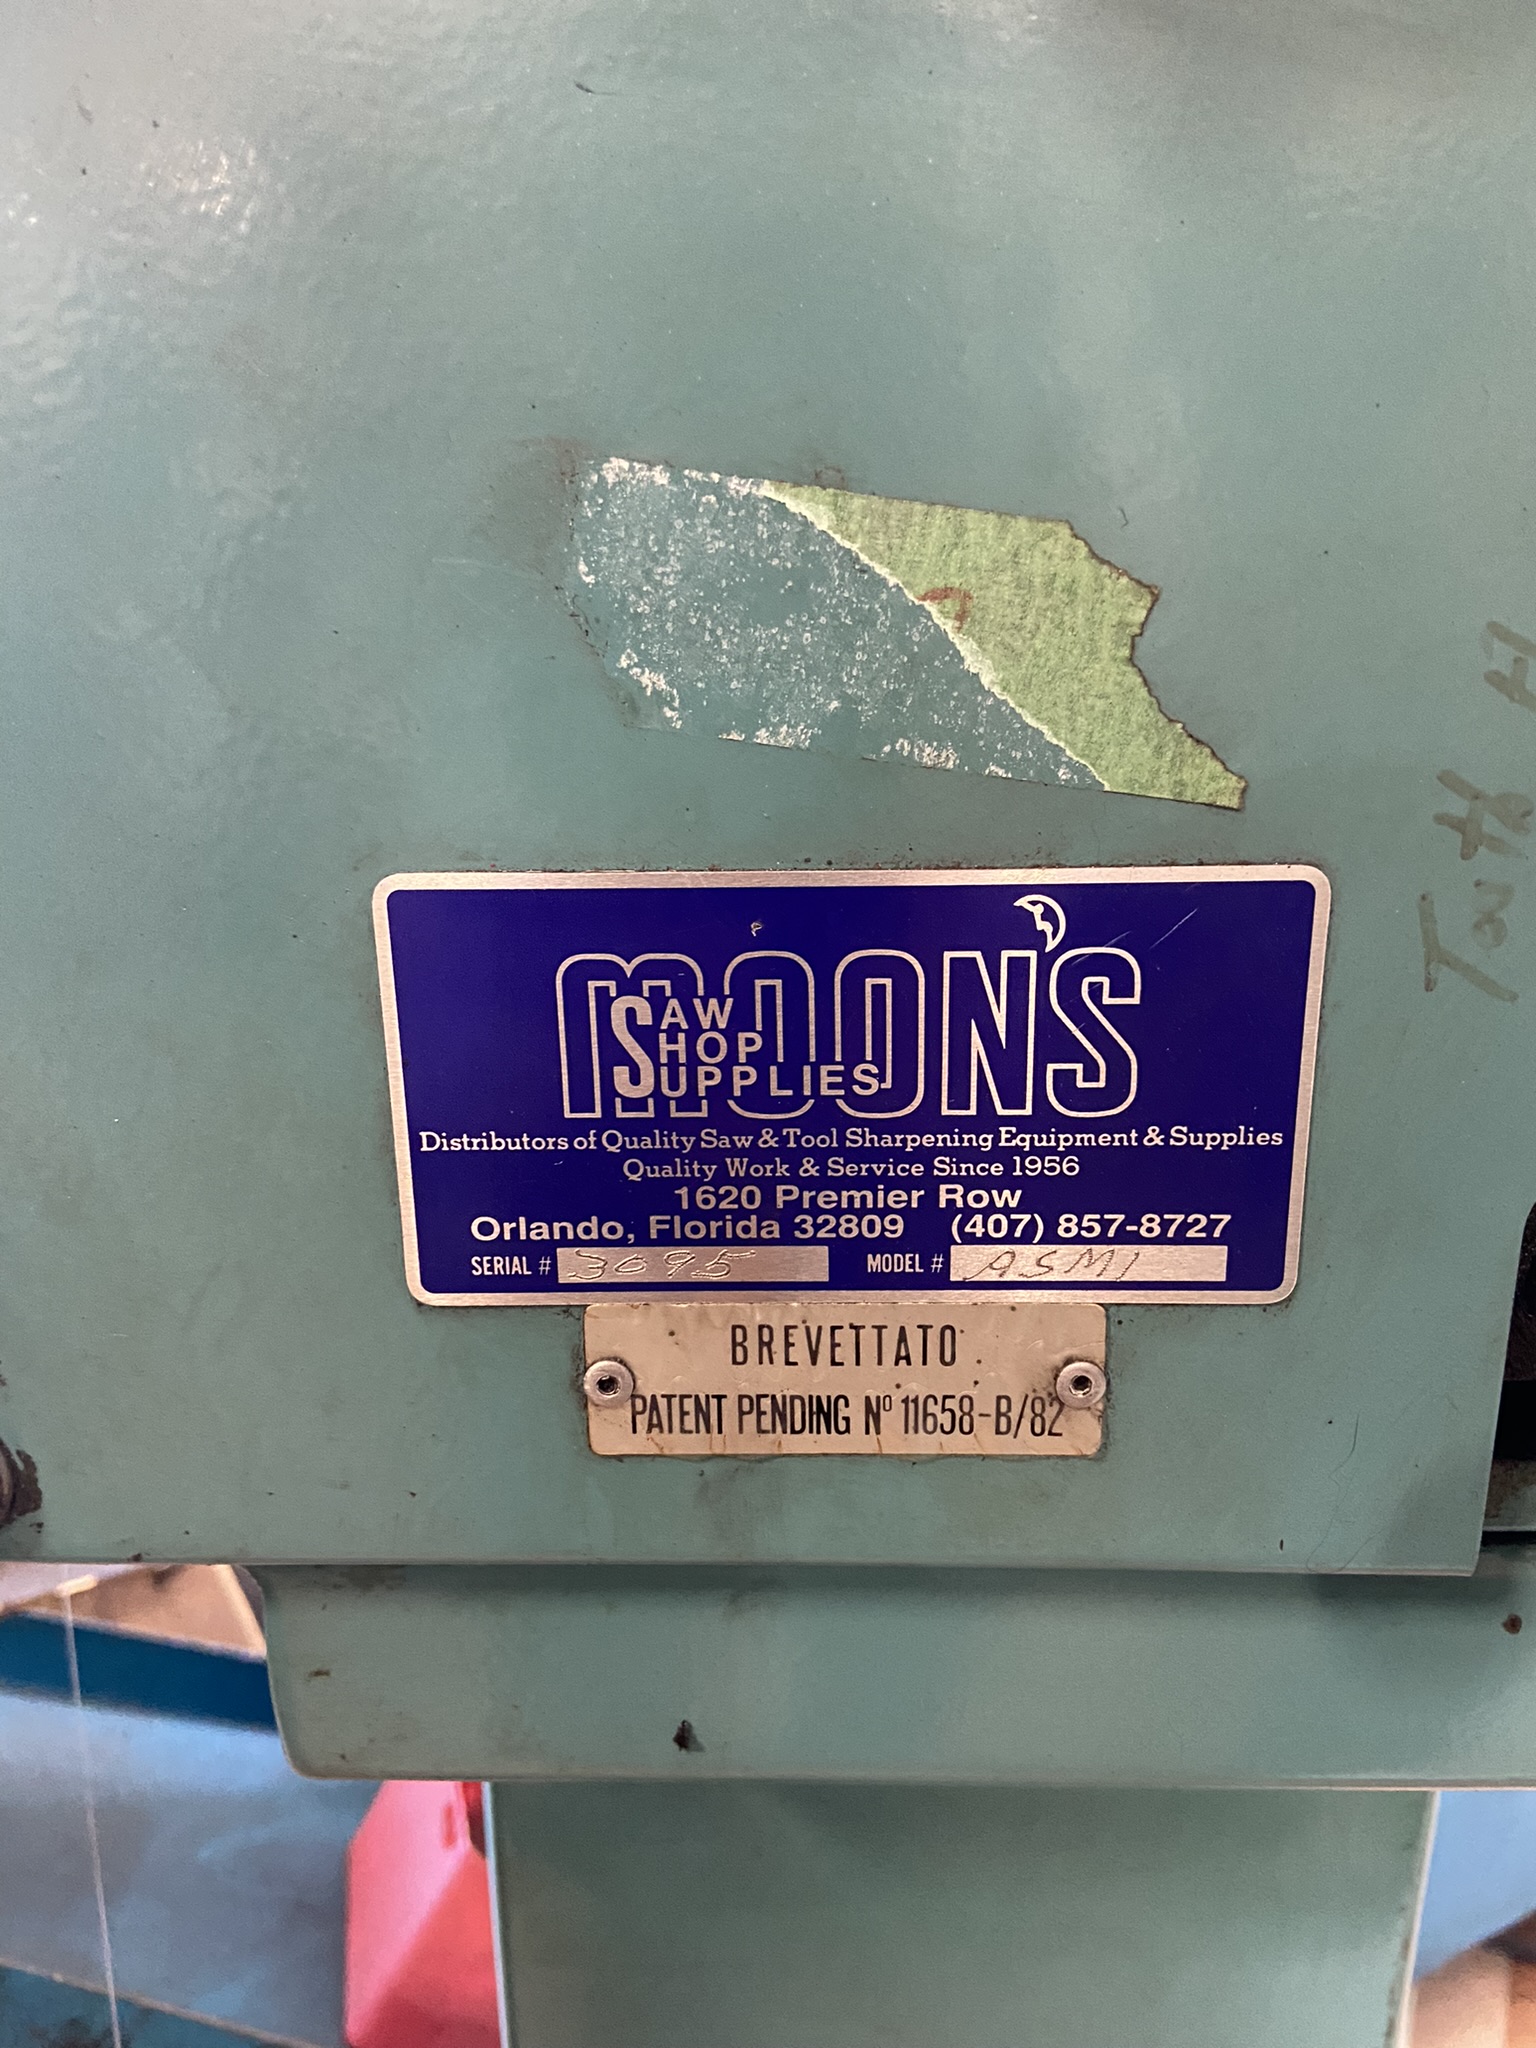 MOON'S
SAW
SHOP
SUPPLIES
Distributors of Quality Saw & Tool Sharpening Equipment & Supplies
Quality Work & Service Since 1956
1620 Premier Row
Orlando, Florida 32809 (407) 857-8727
SERIAL # 3095 MODEL # ASM1
BREVETTATO
PATENT PENDING Nº 11658-B/82